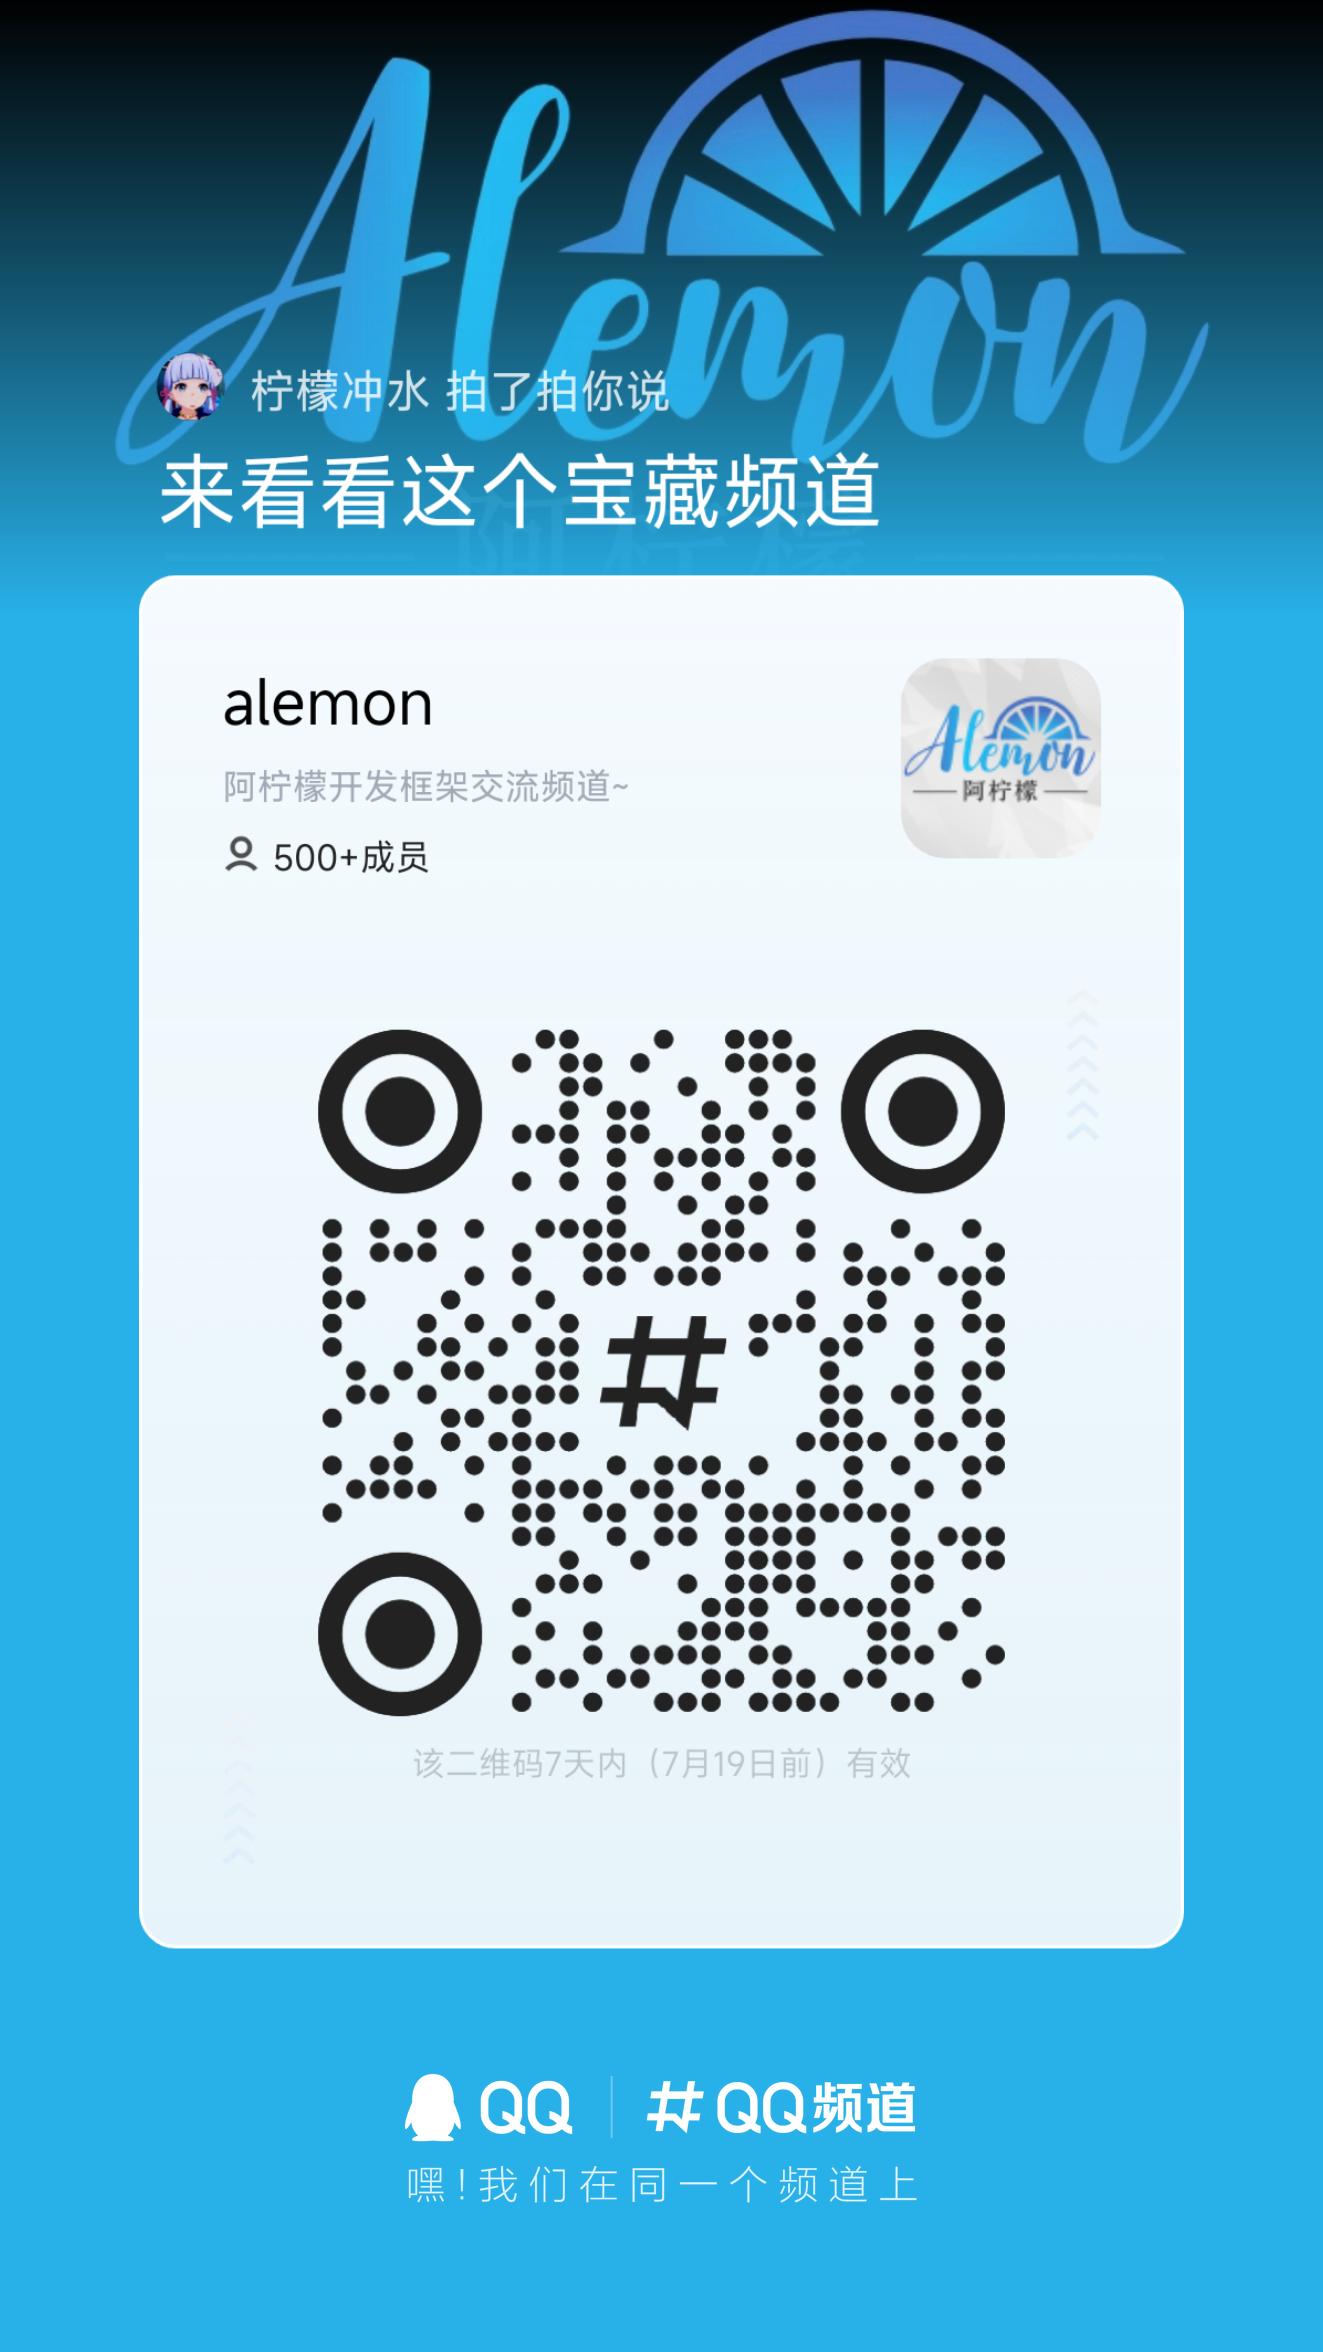 Alemon
柠檬冲水 拍了拍你说
来看看这个宝藏频道
阿柠檬
alemon
阿柠檬开发框架交流频道~
500+成员
Alemon
阿柠檬
该二维码7天内（7月19日前）有效
QQ | QQ频道
嘿!我们在同一个频道上